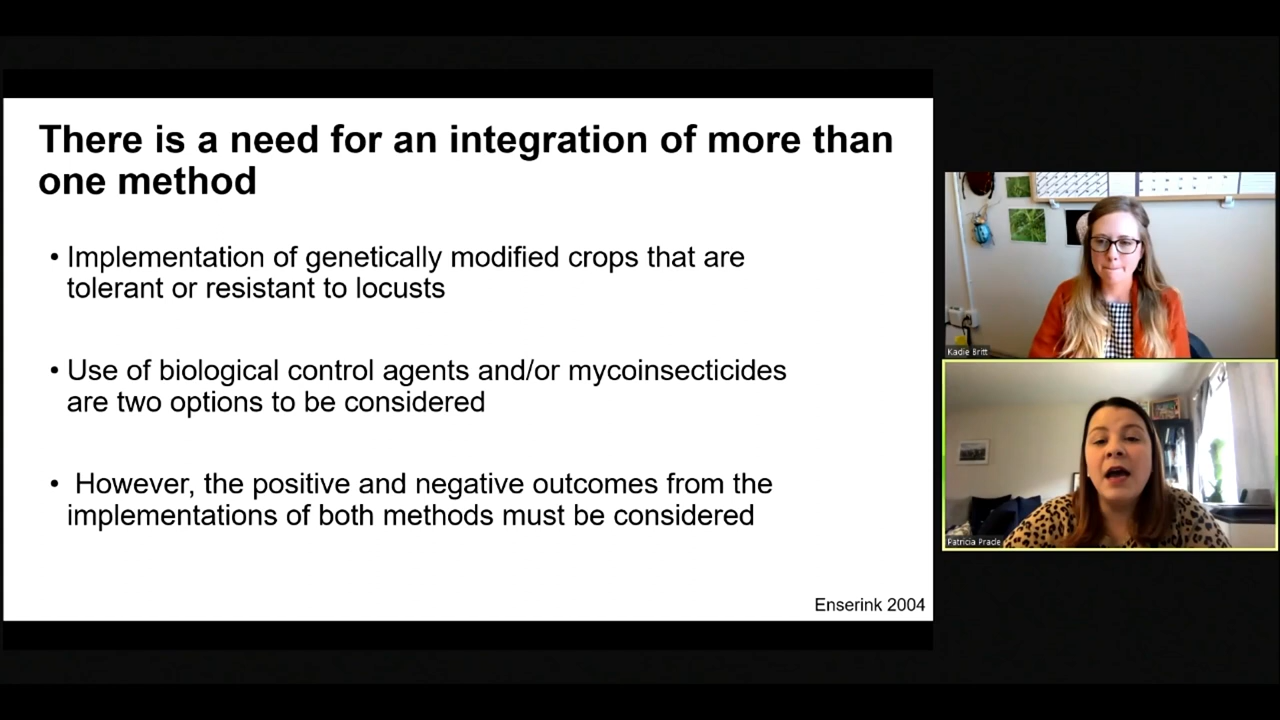 There is a need for an integration of more than
one method
• Implementation of genetically modified crops that are
tolerant or resistant to locusts
• Use of biological control agents and/or mycoinsecticides
are two options to be considered
• However, the positive and negative outcomes from the
implementations of both methods must be considered
Enserink 2004
Kadie Britt
Patricia Prade